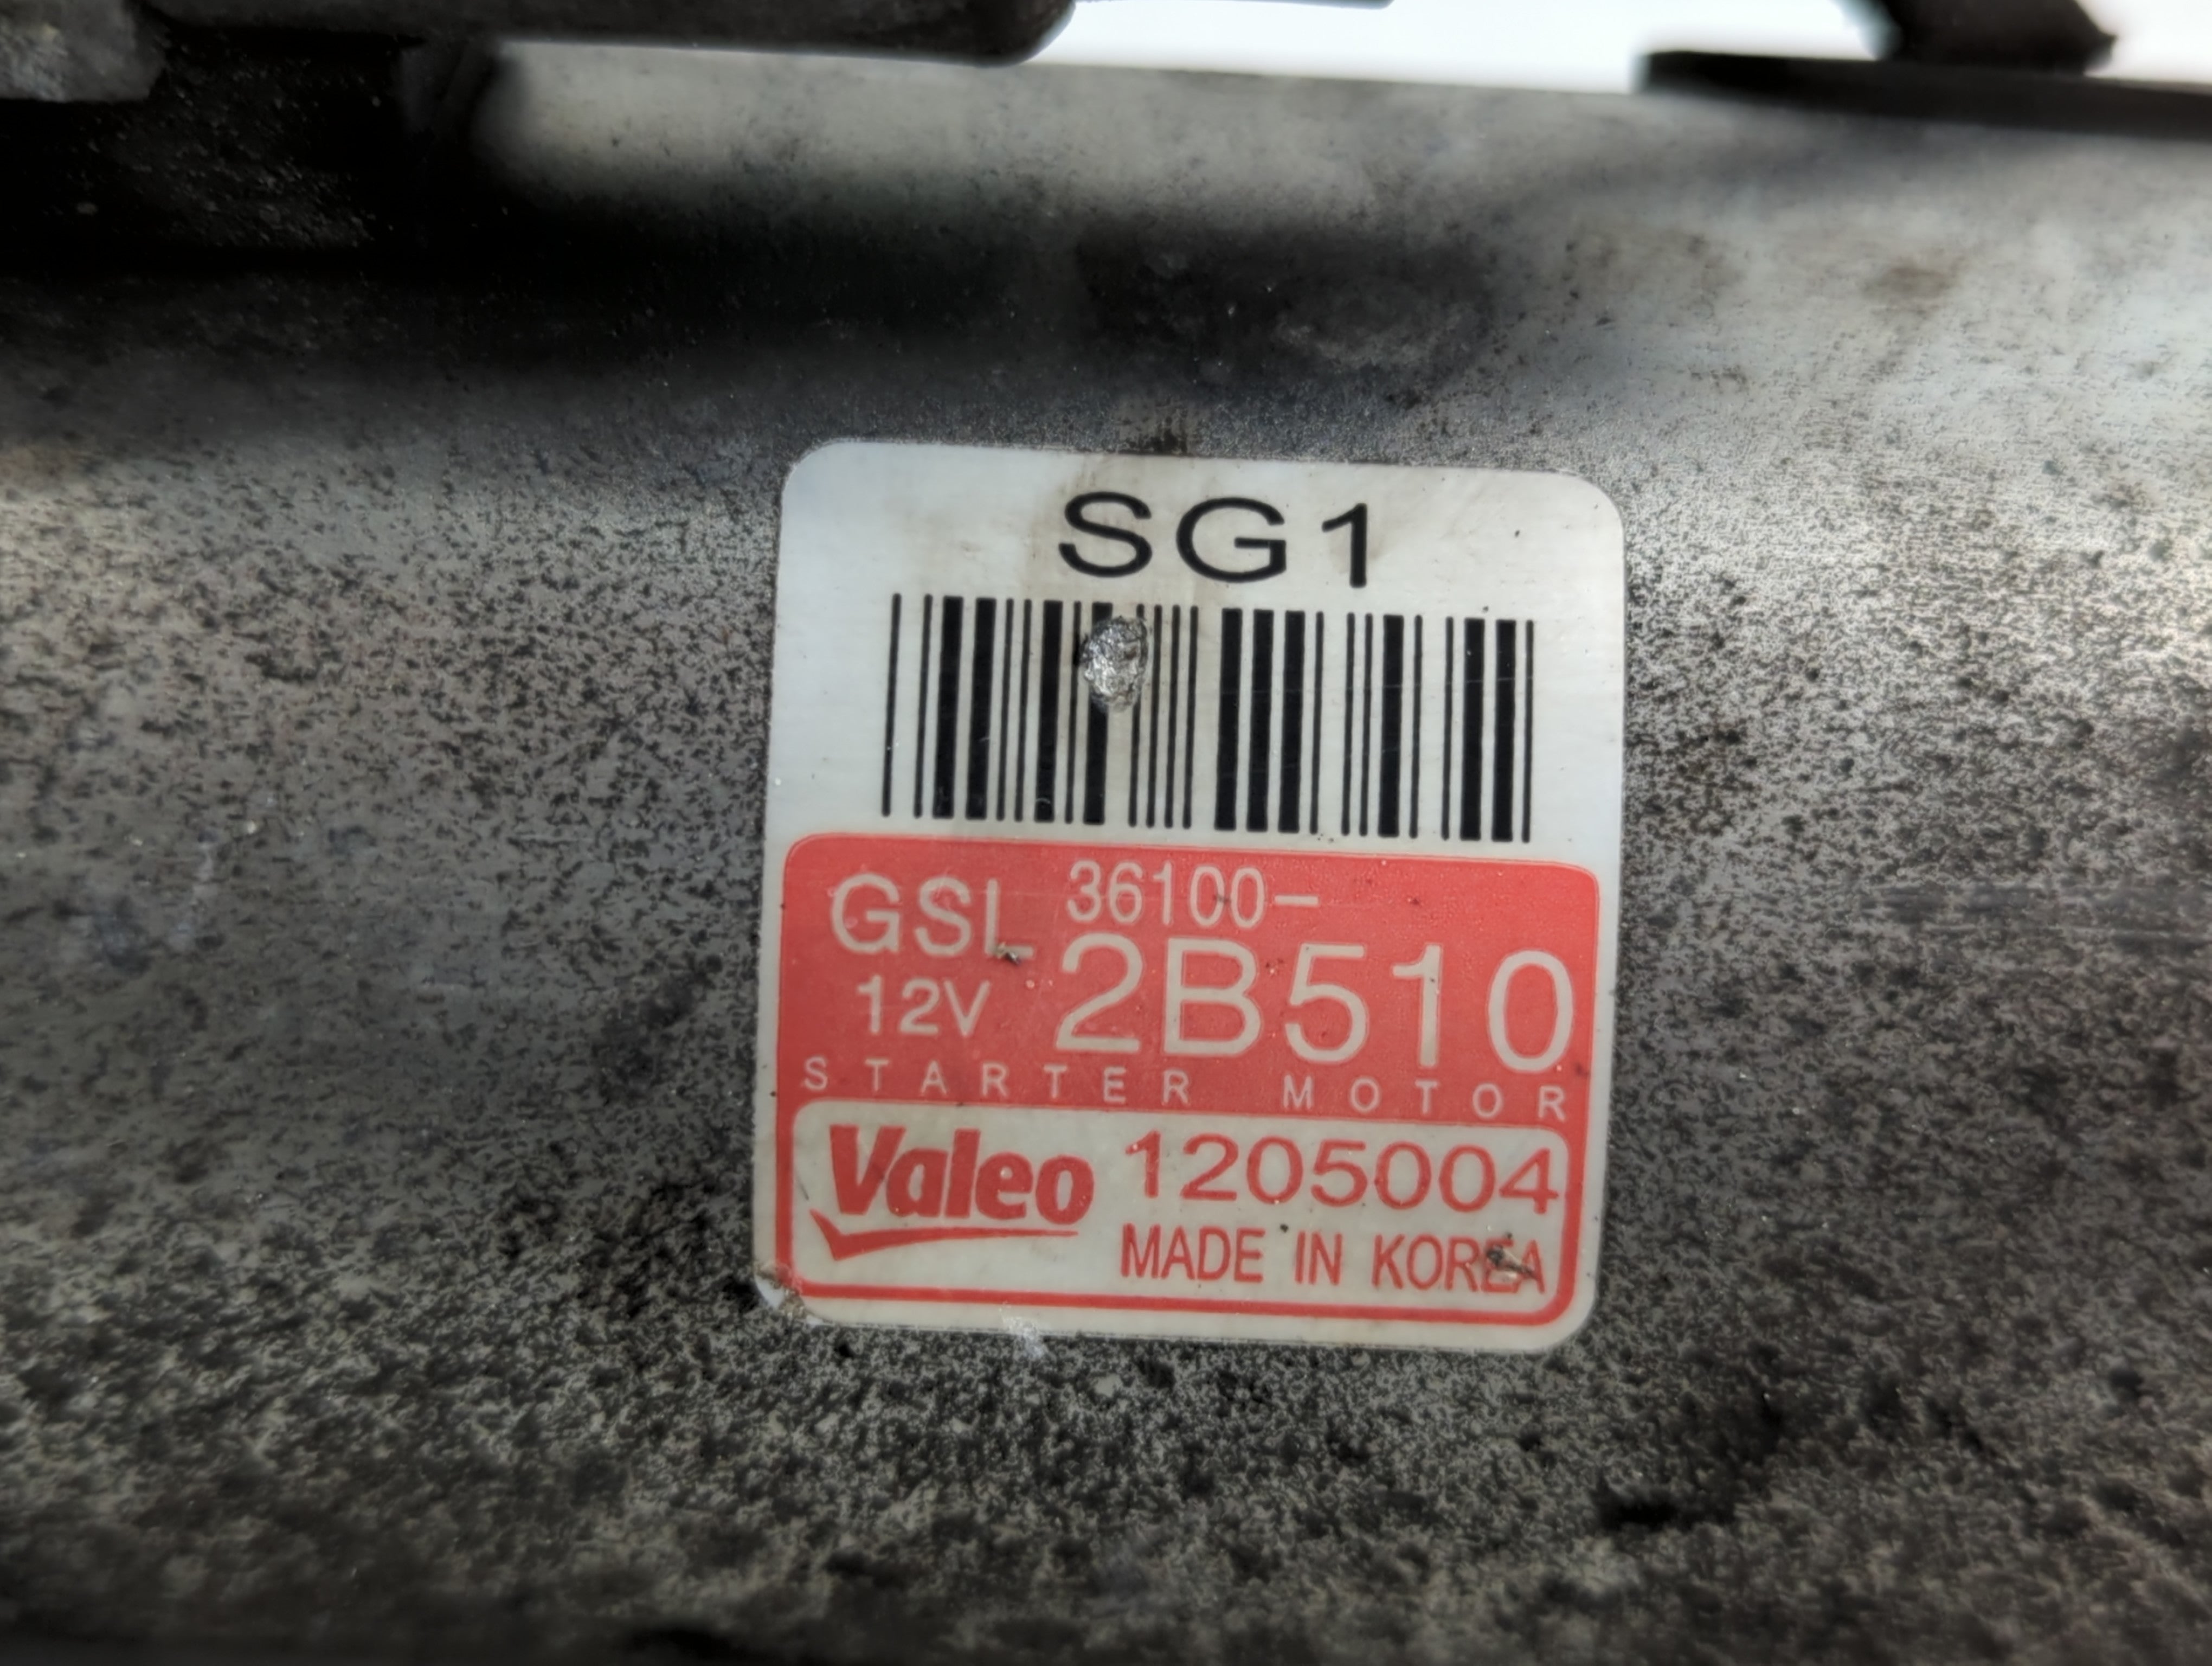 SG1
GSL 36100-
12V 2B510
STARTER MOTOR
Valeo 1205004
MADE IN KOREA